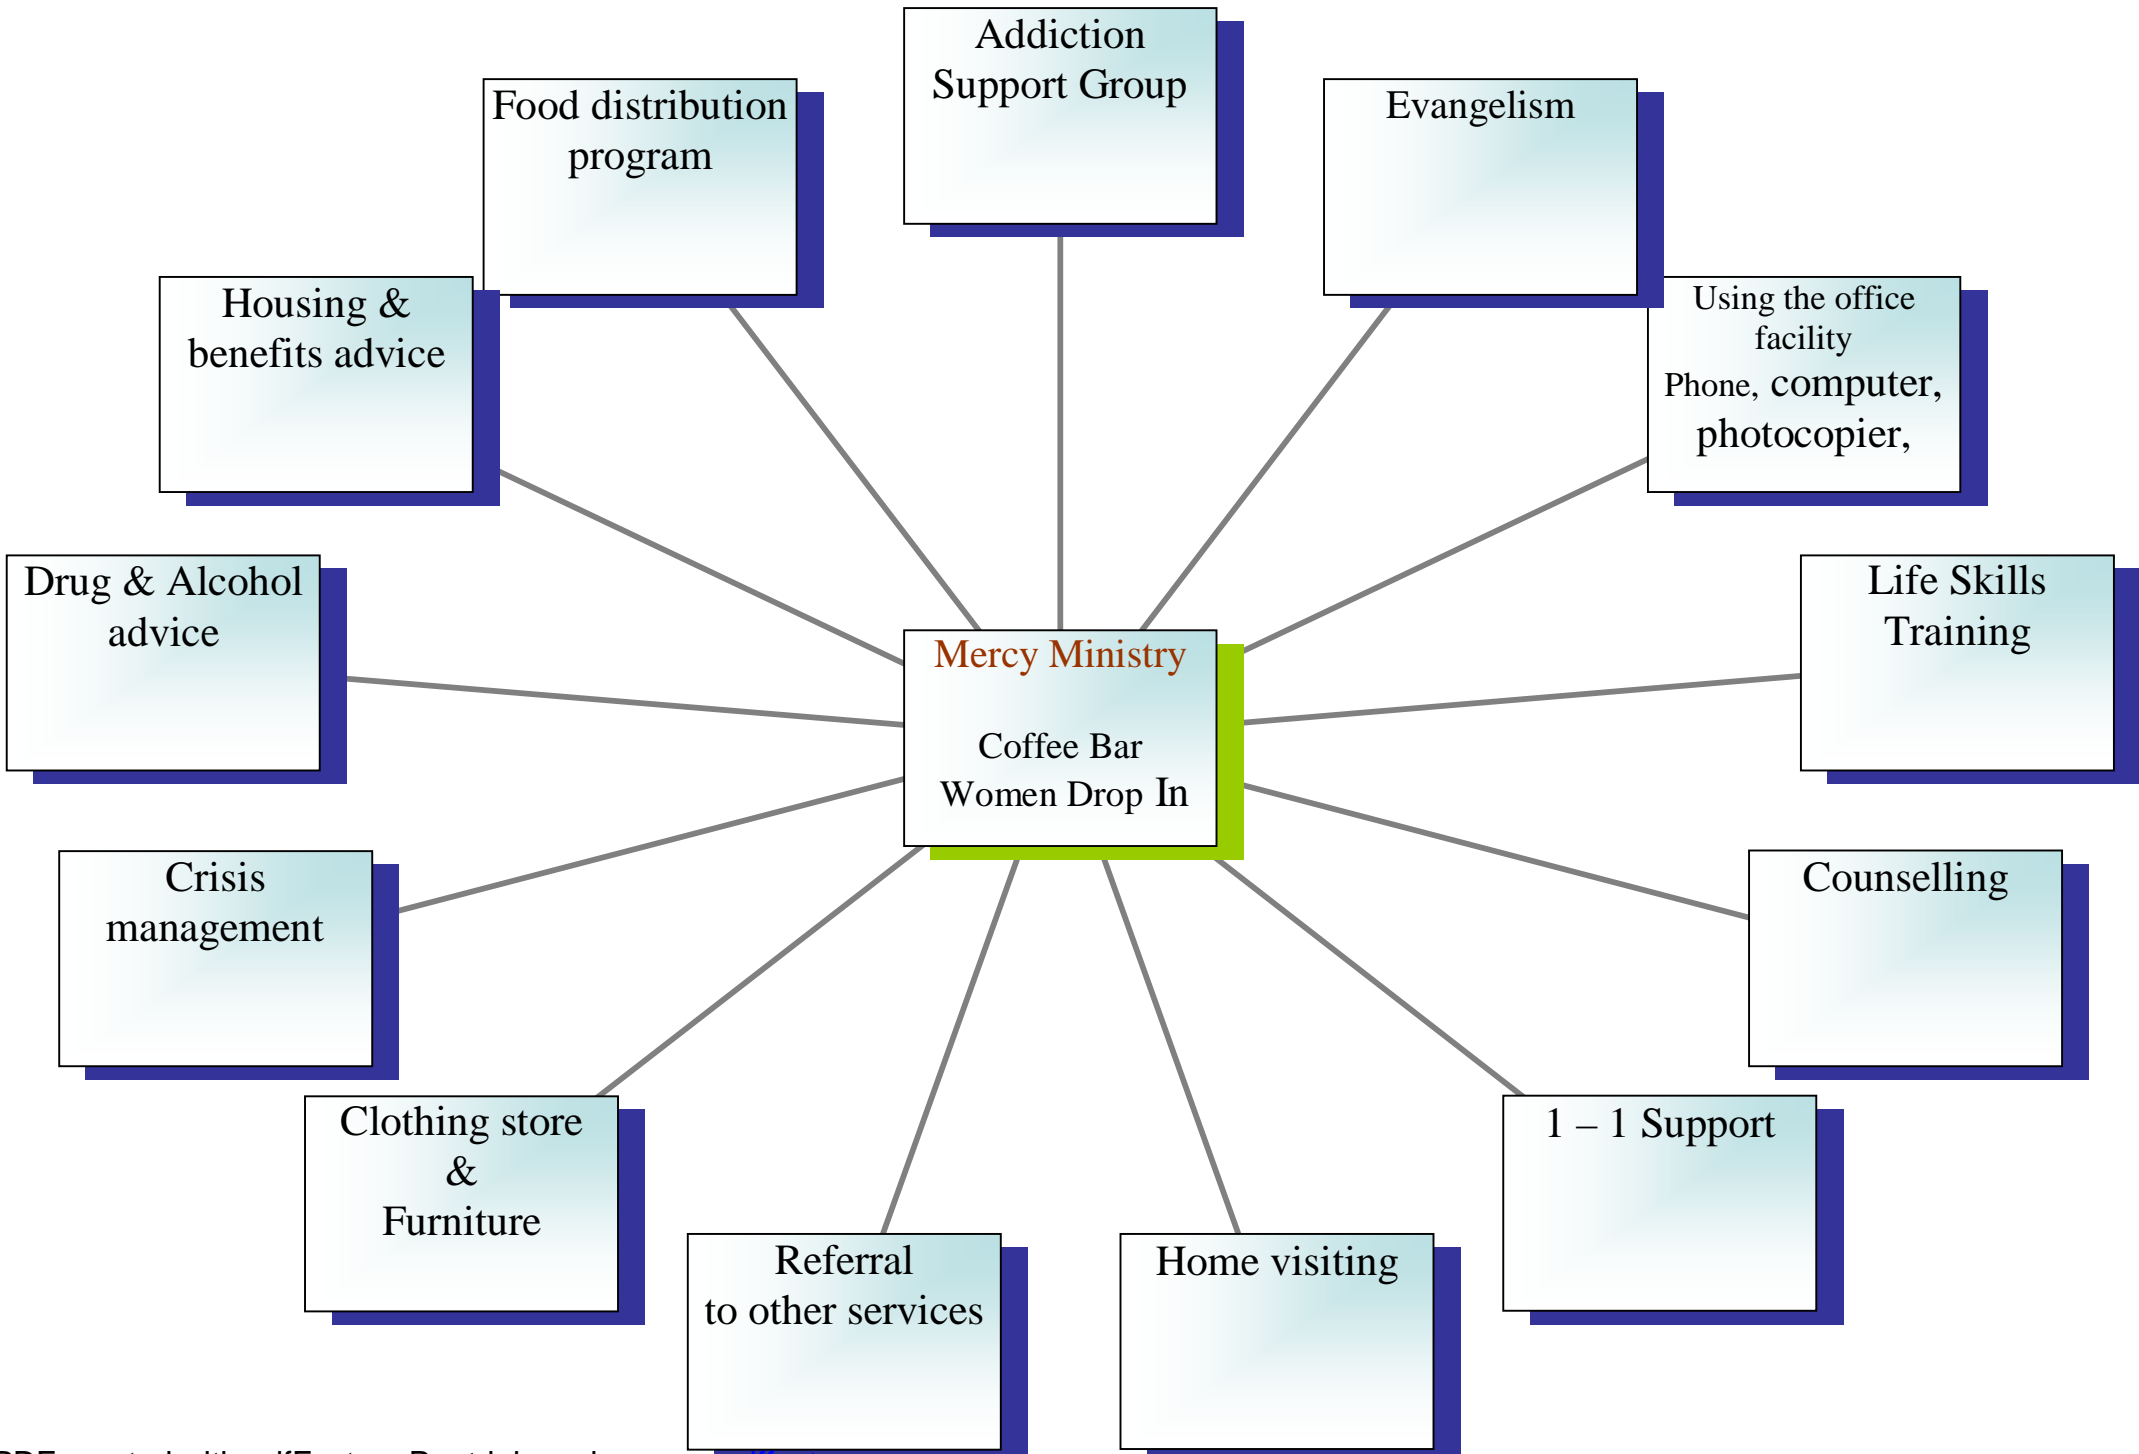 Addiction
Support Group
Food distribution
program
Evangelism
Housing &
benefits advice
Using the office
facility
Phone, computer,
photocopier,
Drug & Alcohol
advice
Life Skills
Training
Mercy Ministry
Coffee Bar
Women Drop In
Crisis
management
Counselling
Clothing store
&
Furniture
1 – 1 Support
Referral
to other services
Home visiting